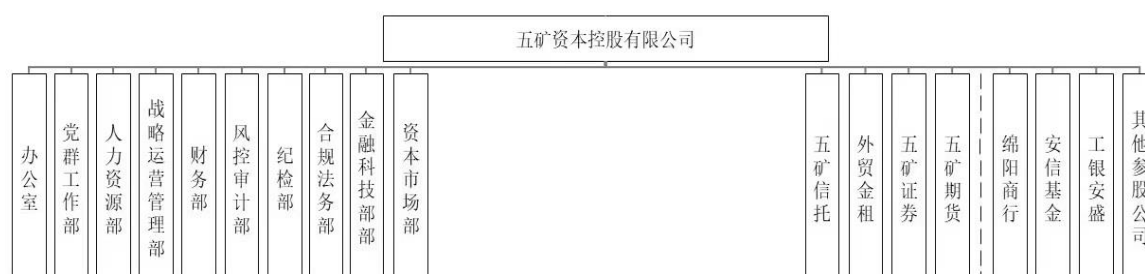 五矿资本控股有限公司
办公室
党群工作部
人力资源部
战略运营管理部
财务部
风控审计部
纪检部
合规法务部
金融科技部部
资本市场部
五矿信托
外贸金租
五矿证券
五矿期货
绵阳商行
安信基金
工银安盛
其他参股公司